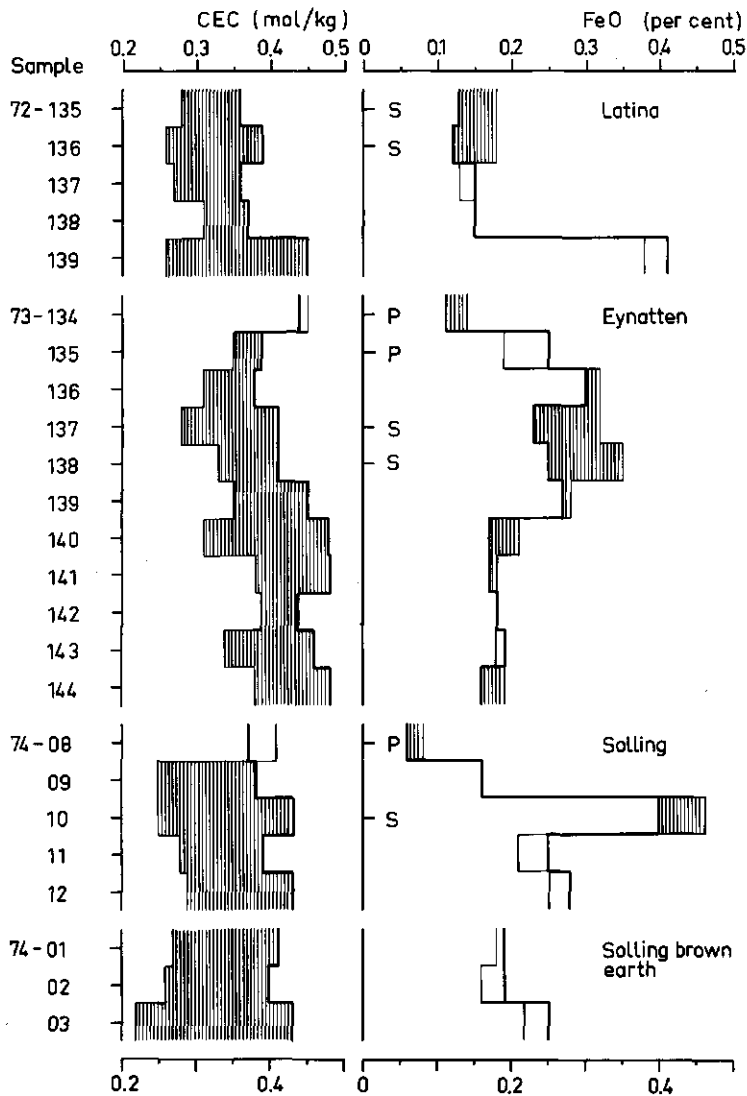 CEC (mol/kg) FeO (per cent)
0.2 0.3 0.4 0.5 0.1 0.2 0.3 0.4
Sample
72-135 S Latina
136 S
137
138
139
73-134 P Eynatten
135 P
136
137 S
138 S
139
140
141
142
143
144
74-08 P Solling
09
10 S
11
12
74-01 Solling brown
02 earth
03
0.2 0.3 0.4 0 0.2 0.4